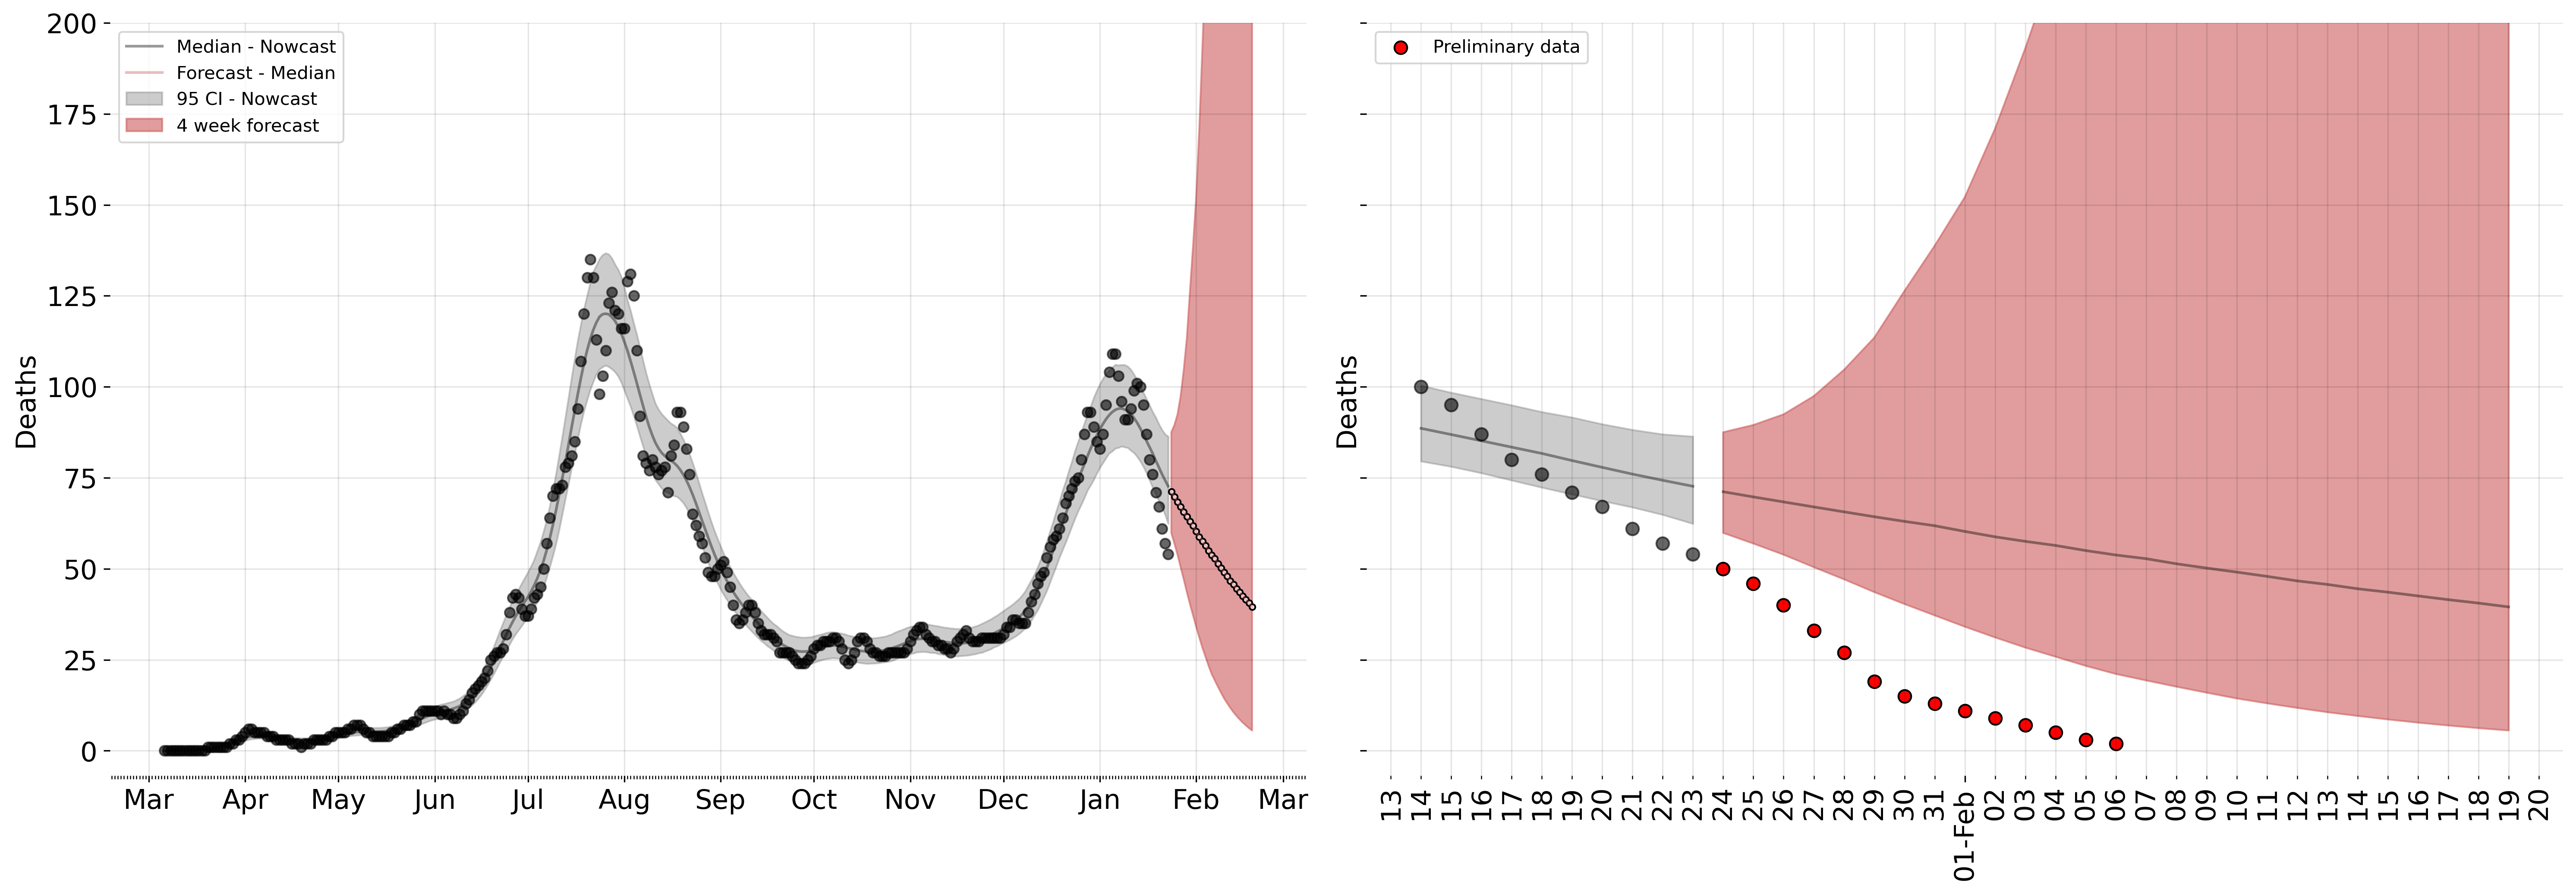 Deaths
200
175
150
125
100
75
50
25
0
Median - Nowcast
Forecast - Median
95 CI - Nowcast
4 week forecast
Mar Apr May Jun Jul Aug Sep Oct Nov Dec Jan Feb Mar
Deaths
Preliminary data
13 14 15 16 17 18 19 20 21 22 23 24 25 26 27 28 29 30 31 01-Feb 02 03 04 05 06 07 08 09 10 11 12 13 14 15 16 17 18 19 20